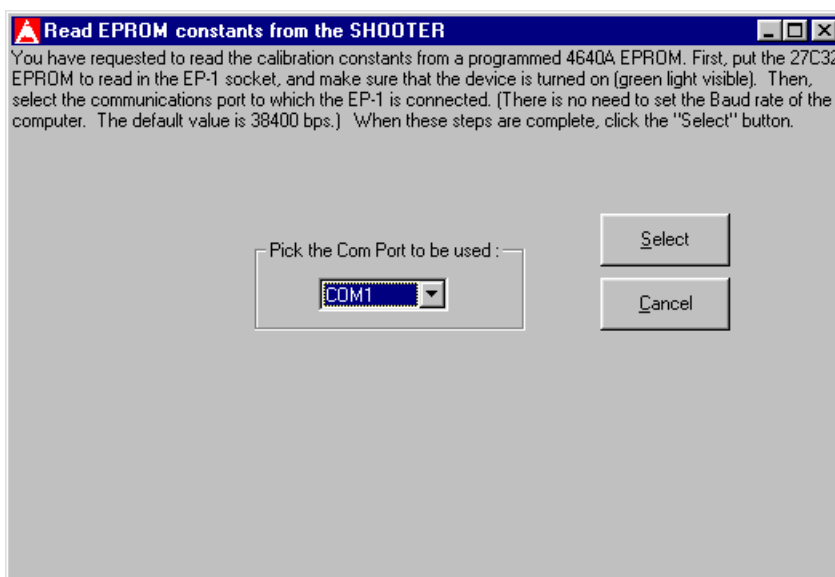 Read EPROM constants from the SHOOTER
You have requested to read the calibration constants from a programmed 4640A EPROM. First, put the 27C32
EPROM to read in the EP-1 socket, and make sure that the device is turned on (green light visible). Then,
select the communications port to which the EP-1 is connected. (There is no need to set the Baud rate of the
computer. The default value is 38400 bps.) When these steps are complete, click the "Select" button.
Pick the Com Port to be used :
Select
COM1
Cancel